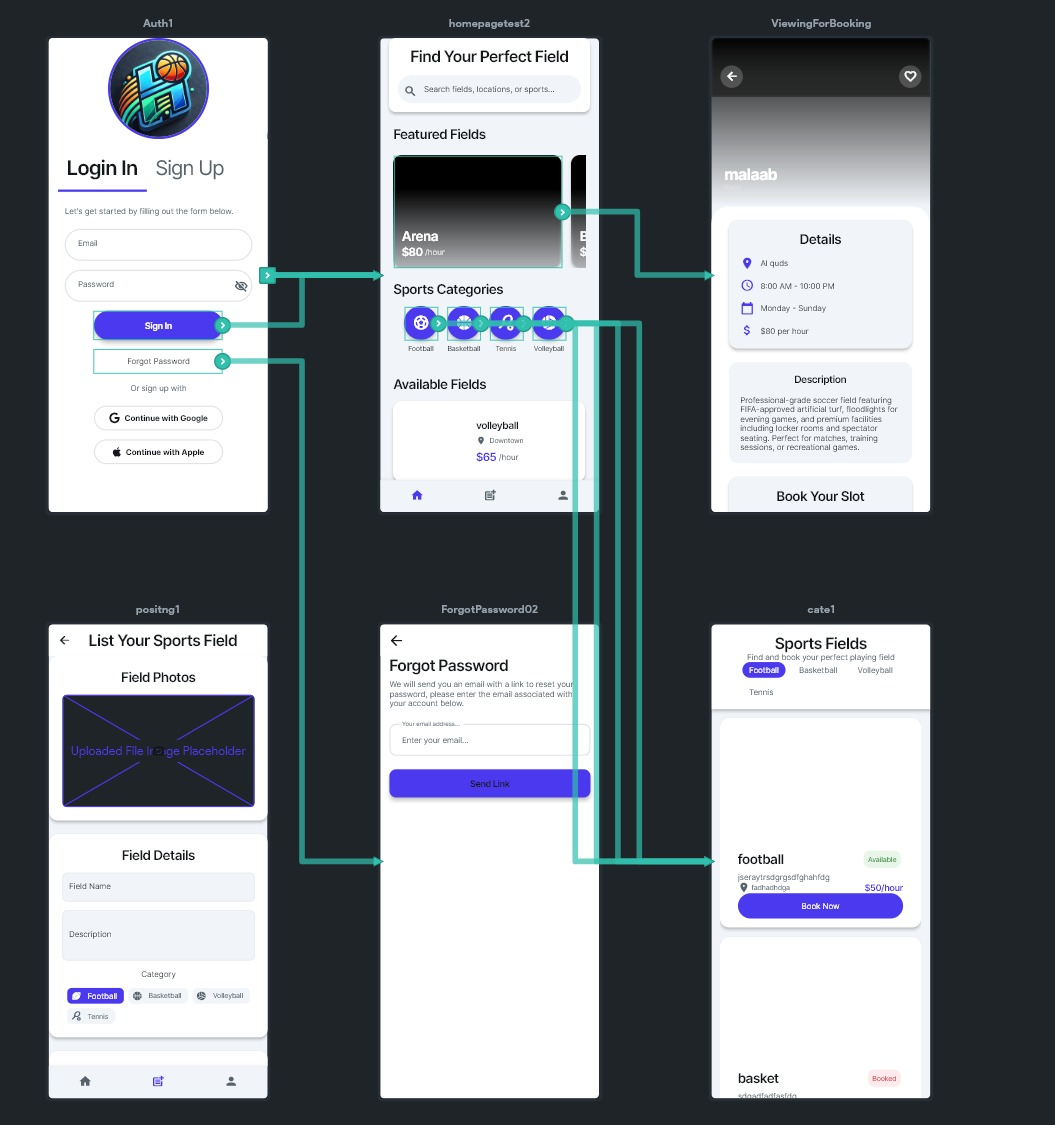 Auth1
Login In
Sign Up
Let's get started by filling out the form below.
Email
Password
Sign In
Forgot Password
Or sign up with
Continue with Google
Continue with Apple
homepagetest2
Find Your Perfect Field
Search fields, locations, or sports...
Featured Fields
Arena
$80 /hour
Sports Categories
Football
Basketball
Tennis
Volleyball
Available Fields
volleyball
Downtown
$65 /hour
ViewingForBooking
malaab
Details
Al quds
8:00 AM - 10:00 PM
Monday - Sunday
$80 per hour
Description
Professional-grade soccer field featuring
FIFA-approved artificial turf, floodlights for
evening games, and premium facilities
including locker rooms and spectator
seating. Perfect for matches, training
sessions, or recreational games.
Book Your Slot
positng1
List Your Sports Field
Field Photos
Uploaded File Image Placeholder
Field Details
Field Name
Description
Category
Football
Basketball
Volleyball
Tennis
ForgotPassword02
Forgot Password
We will send you an email with a link to reset your
password, please enter the email associated with
your account below.
Your email address...
Enter your email...
Send Link
cate1
Sports Fields
Find and book your perfect playing field
Football
Basketball
Volleyball
Tennis
football
Available
jseraytrsdgrgsdfghahfdg
fadhadhdga
$50/hour
Book Now
basket
Booked